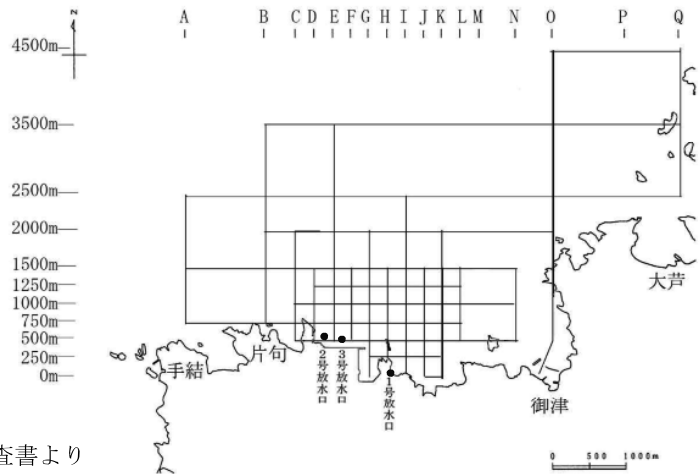 A B C D E F G H I J K L M N O P Q
N
4500m
3500m
2500m
2000m
1500m
1250m
1000m
750m
500m
250m
0m
大芦
片句
手結
2号放水口
3号放水口
1号放水口
御津
査書より
0 500 1000m